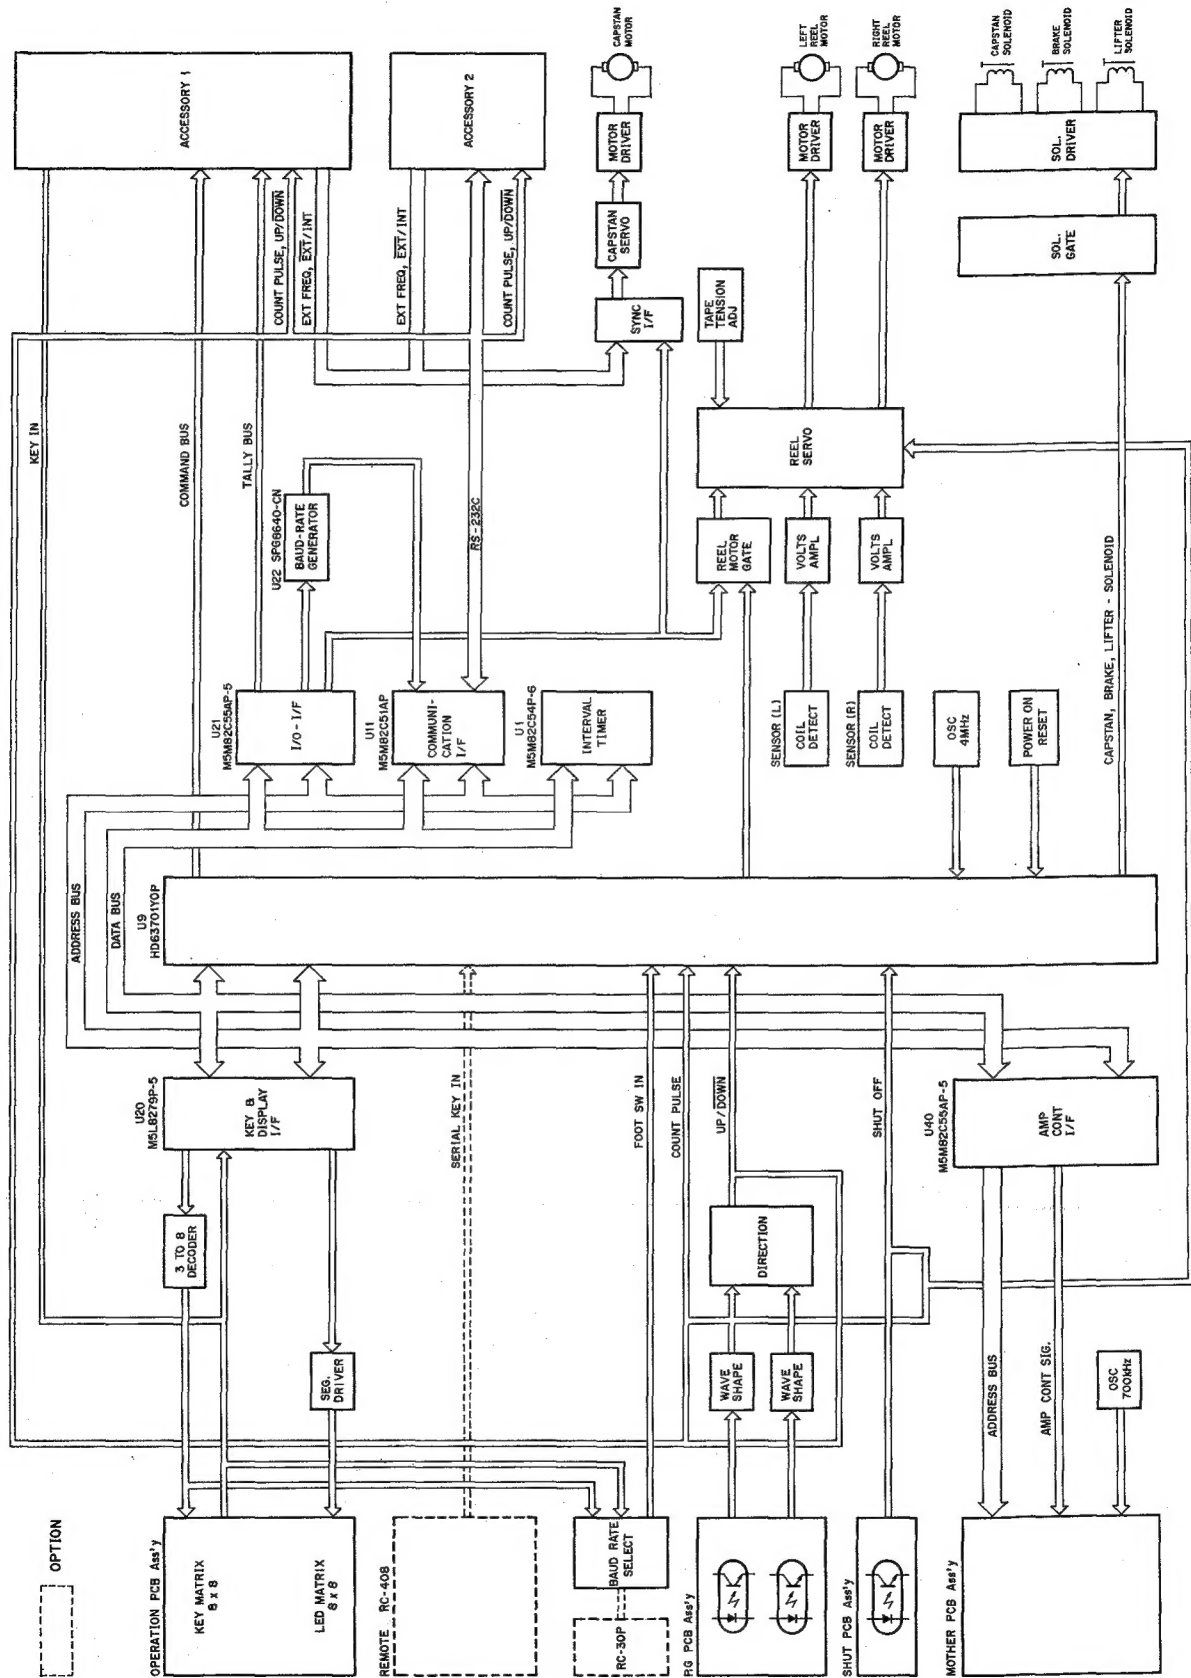 OPTION
OPERATION PCB Ass'y
KEY MATRIX
8 x 8
LED MATRIX
8 x 8
REMOTE RC-408
BAUD RATE
SELECT
RC-30P
RG PCB Ass'y
SHUT PCB Ass'y
MOTHER PCB Ass'y
3 TO 8
DECODER
SEG.
DRIVER
WAVE
SHAPE
WAVE
SHAPE
DIRECTION
OSC
700kHz
U20
M5L8279P-5
KEY &
DISPLAY
I/F
SERIAL KEY IN
FOOT SW IN
COUNT PULSE
UP/DOWN
SHUT OFF
U40
M5M82C55AP-5
AMP
CONT
I/F
ADDRESS BUS
AMP CONT SIG.
ADDRESS BUS
DATA BUS
U9
HD63701YOP
U21
M5M82C55AP-5
I/O - I/F
U11
M5M82C51AP
COMMUNI-
CATION
I/F
U1
M5M82C54P-6
INTERVAL
TIMER
SENSOR (L)
COIL
DETECT
SENSOR (R)
COIL
DETECT
OSC
4MHz
POWER ON
RESET
CAPSTAN, BRAKE, LIFTER - SOLENOID
U22 SPG8640-CN
BAUD-RATE
GENERATOR
RS-232C
REEL
MOTOR
GATE
VOLTS
AMPL
VOLTS
AMPL
REEL
SERVO
TAPE
TENSION
ADJ
SYNC
I/F
CAPSTAN
SERVO
MOTOR
DRIVER
CAPSTAN
MOTOR
MOTOR
DRIVER
LEFT
REEL
MOTOR
MOTOR
DRIVER
RIGHT
REEL
MOTOR
SOL.
GATE
SOL.
DRIVER
CAPSTAN
SOLENOID
BRAKE
SOLENOID
LIFTER
SOLENOID
KEY IN
COMMAND BUS
TALLY BUS
COUNT PULSE, UP/DOWN
EXT FREQ, EXT/INT
EXT FREQ, EXT/INT
COUNT PULSE, UP/DOWN
ACCESSORY 1
ACCESSORY 2